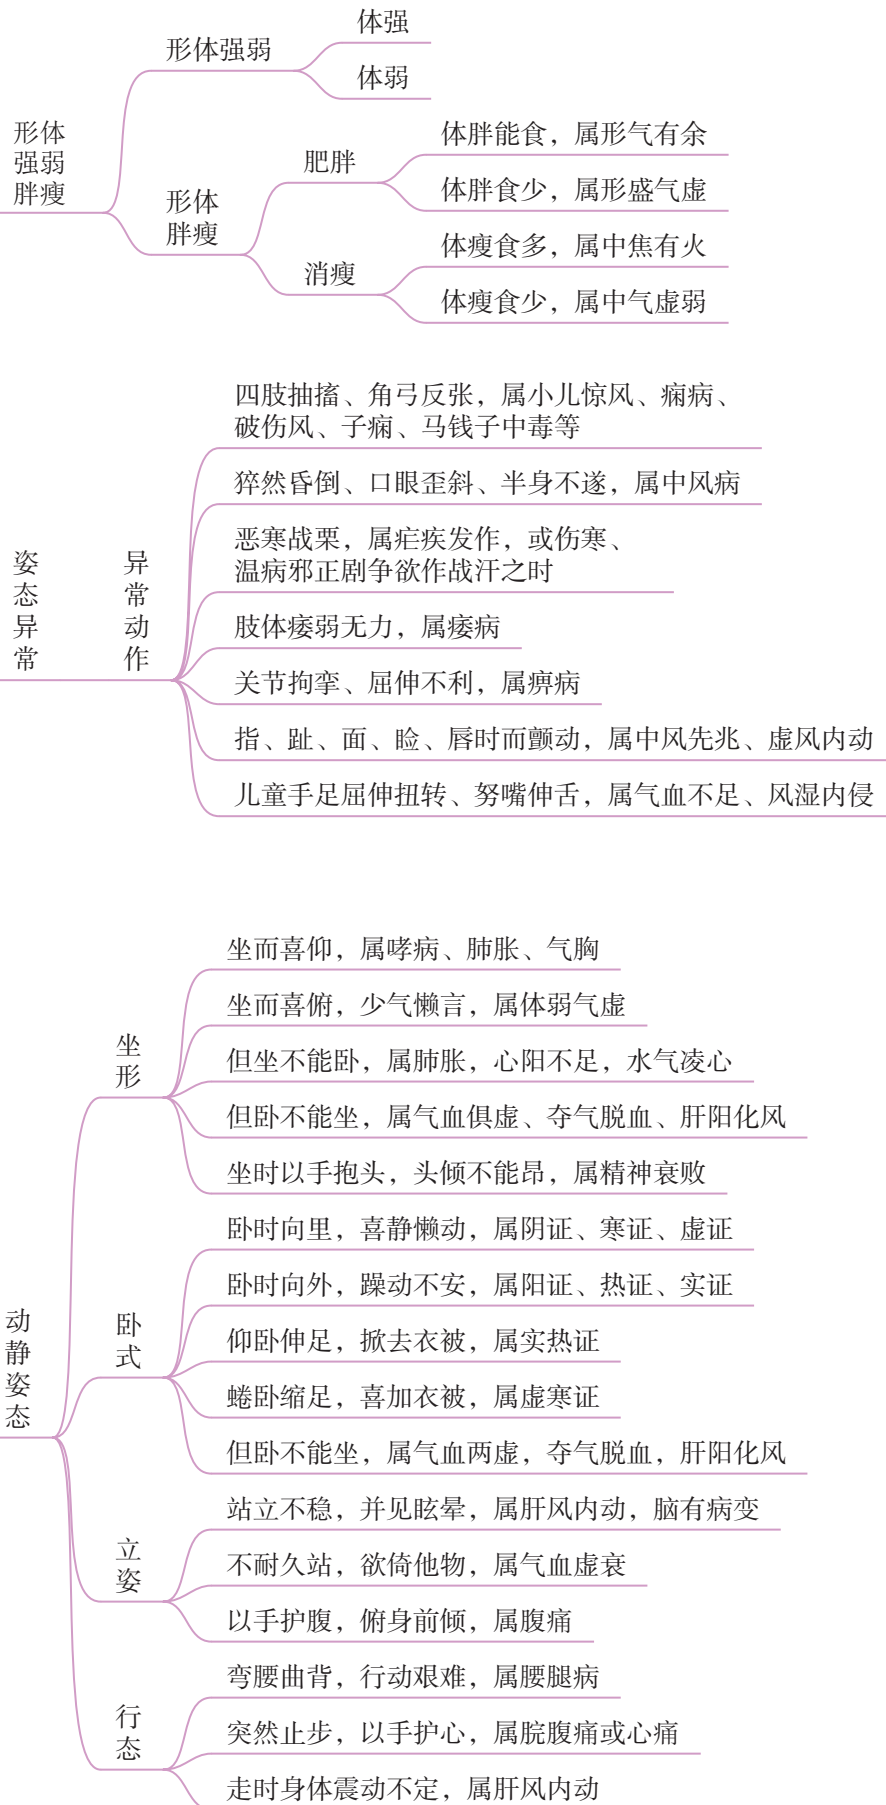 形体
强弱
胖瘦
形体强弱
体强
体弱
形体
胖瘦
肥胖
体胖能食，属形气有余
体胖食少，属形盛气虚
消瘦
体瘦食多，属中焦有火
体瘦食少，属中气虚弱
姿态异常
异常动作
四肢抽搐、角弓反张，属小儿惊风、痫病、
破伤风、子痫、马钱子中毒等
猝然昏倒、口眼歪斜、半身不遂，属中风病
恶寒战栗，属疟疾发作，或伤寒、
温病邪正剧争欲作战汗之时
肢体痿弱无力，属痿病
关节拘挛、屈伸不利，属痹病
指、趾、面、睑、唇时而颤动，属中风先兆、虚风内动
儿童手足屈伸扭转、努嘴伸舌，属气血不足、风湿内侵
动静姿态
坐形
坐而喜仰，属哮病、肺胀、气胸
坐而喜俯，少气懒言，属体弱气虚
但坐不能卧，属肺胀，心阳不足，水气凌心
但卧不能坐，属气血俱虚、夺气脱血、肝阳化风
坐时以手抱头，头倾不能昂，属精神衰败
卧式
卧时向里，喜静懒动，属阴证、寒证、虚证
卧时向外，躁动不安，属阳证、热证、实证
仰卧伸足，掀去衣被，属实热证
蜷卧缩足，喜加衣被，属虚寒证
但卧不能坐，属气血两虚，夺气脱血，肝阳化风
立姿
站立不稳，并见眩晕，属肝风内动，脑有病变
不耐久站，欲倚他物，属气血虚衰
以手护腹，俯身前倾，属腹痛
行态
弯腰曲背，行动艰难，属腰腿病
突然止步，以手护心，属脘腹痛或心痛
走时身体震动不定，属肝风内动